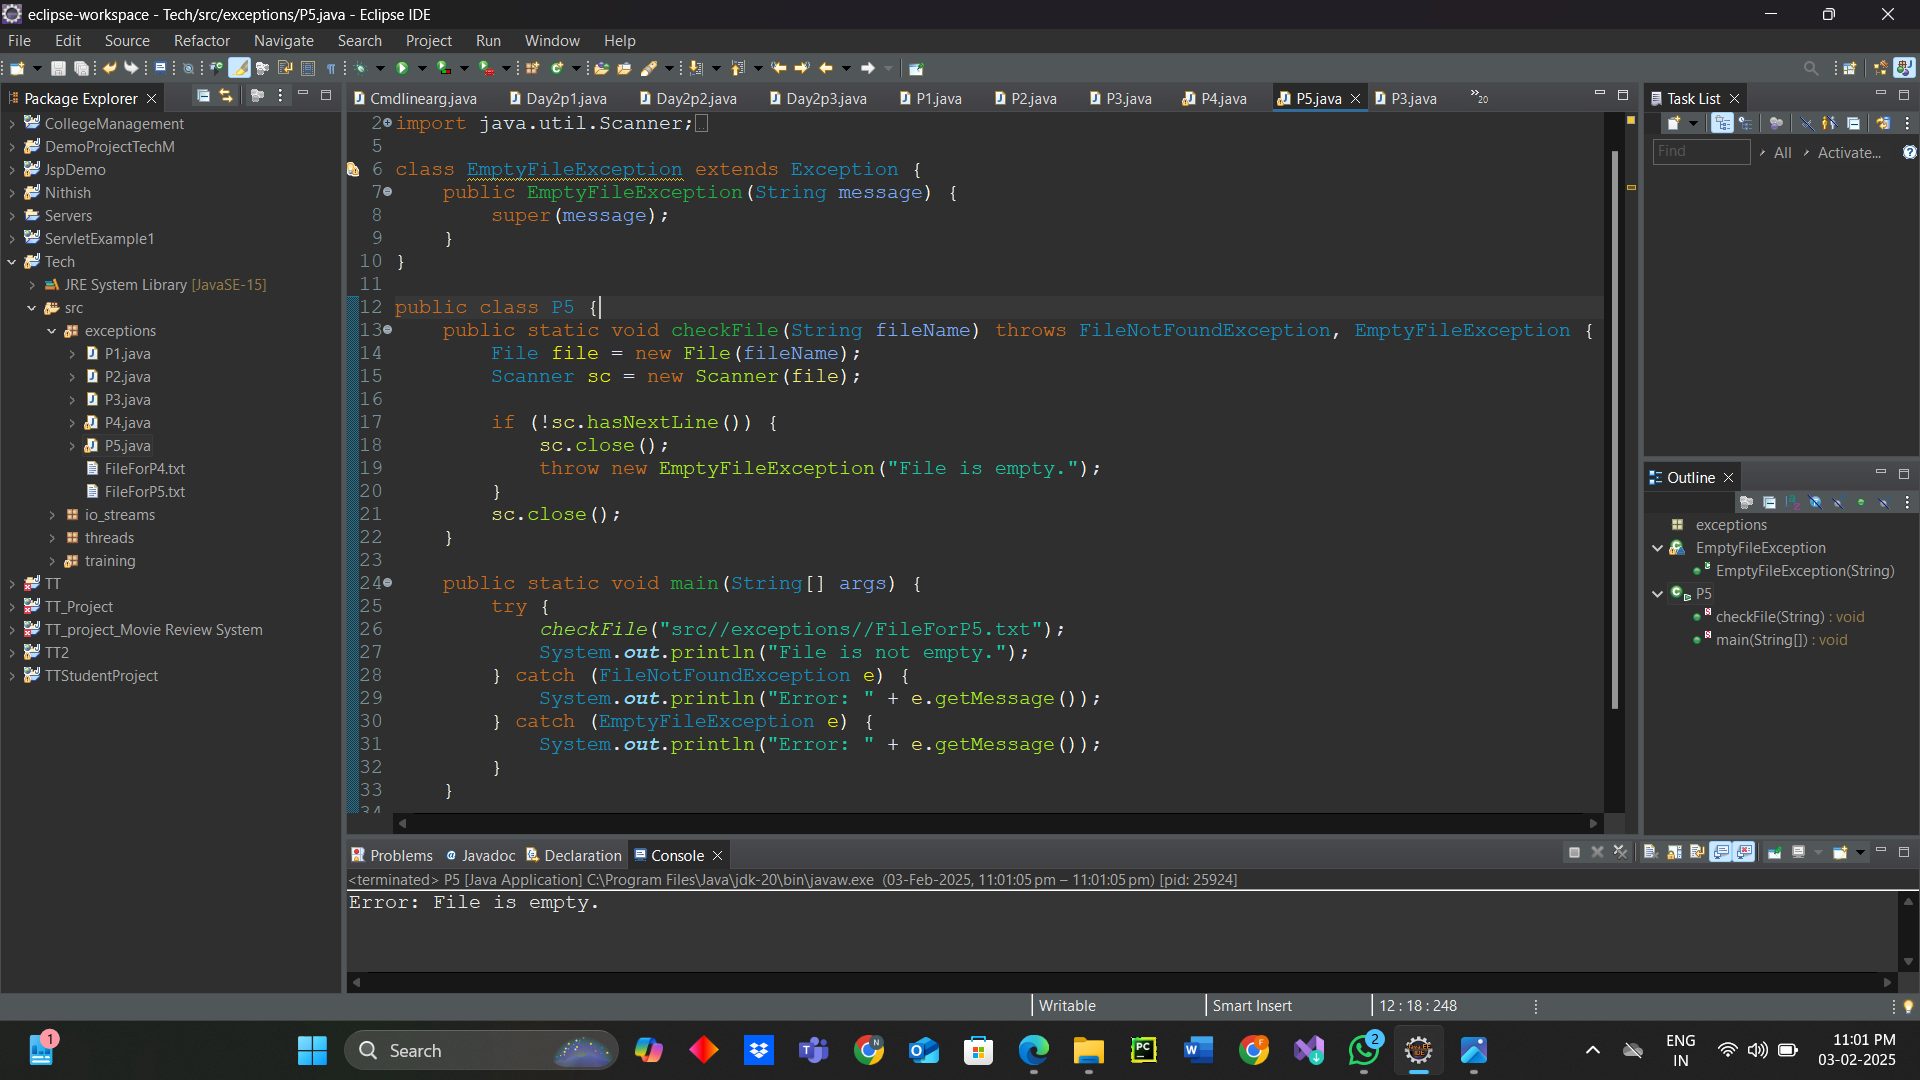 eclipse-workspace - Tech/src/exceptions/P5.java - Eclipse IDE
File Edit Source Refactor Navigate Search Project Run Window Help
Package Explorer
CollegeManagement
DemoProjectTechM
JspDemo
Nithish
Servers
ServletExample1
Tech
JRE System Library [JavaSE-15]
src
exceptions
P1.java
P2.java
P3.java
P4.java
P5.java
FileForP4.txt
FileForP5.txt
io_streams
threads
training
TT
TT_Project
TT_project_Movie Review System
TT2
TTStudentProject
Cmdlinearg.java Day2p1.java Day2p2.java Day2p3.java P1.java P2.java P3.java P4.java P5.java P3.java »20
2 import java.util.Scanner;
5
6 class EmptyFileException extends Exception {
7 public EmptyFileException(String message) {
8 super(message);
9 }
10 }
11
12 public class P5 {
13 public static void checkFile(String fileName) throws FileNotFoundException, EmptyFileException {
14 File file = new File(fileName);
15 Scanner sc = new Scanner(file);
16
17 if (!sc.hasNextLine()) {
18 sc.close();
19 throw new EmptyFileException("File is empty.");
20 }
21 sc.close();
22 }
23
24 public static void main(String[] args) {
25 try {
26 checkFile("src//exceptions//FileForP5.txt");
27 System.out.println("File is not empty.");
28 } catch (FileNotFoundException e) {
29 System.out.println("Error: " + e.getMessage());
30 } catch (EmptyFileException e) {
31 System.out.println("Error: " + e.getMessage());
32 }
33 }
34
Problems Javadoc Declaration Console
<terminated> P5 [Java Application] C:\Program Files\Java\jdk-20\bin\javaw.exe (03-Feb-2025, 11:01:05 pm – 11:01:05 pm) [pid: 25924]
Error: File is empty.
Task List
Find All Activate...
Outline
exceptions
EmptyFileException
EmptyFileException(String)
P5
checkFile(String) : void
main(String[]) : void
Writable Smart Insert 12 : 18 : 248
1
Search
N
F
2
ENG
IN
11:01 PM
03-02-2025